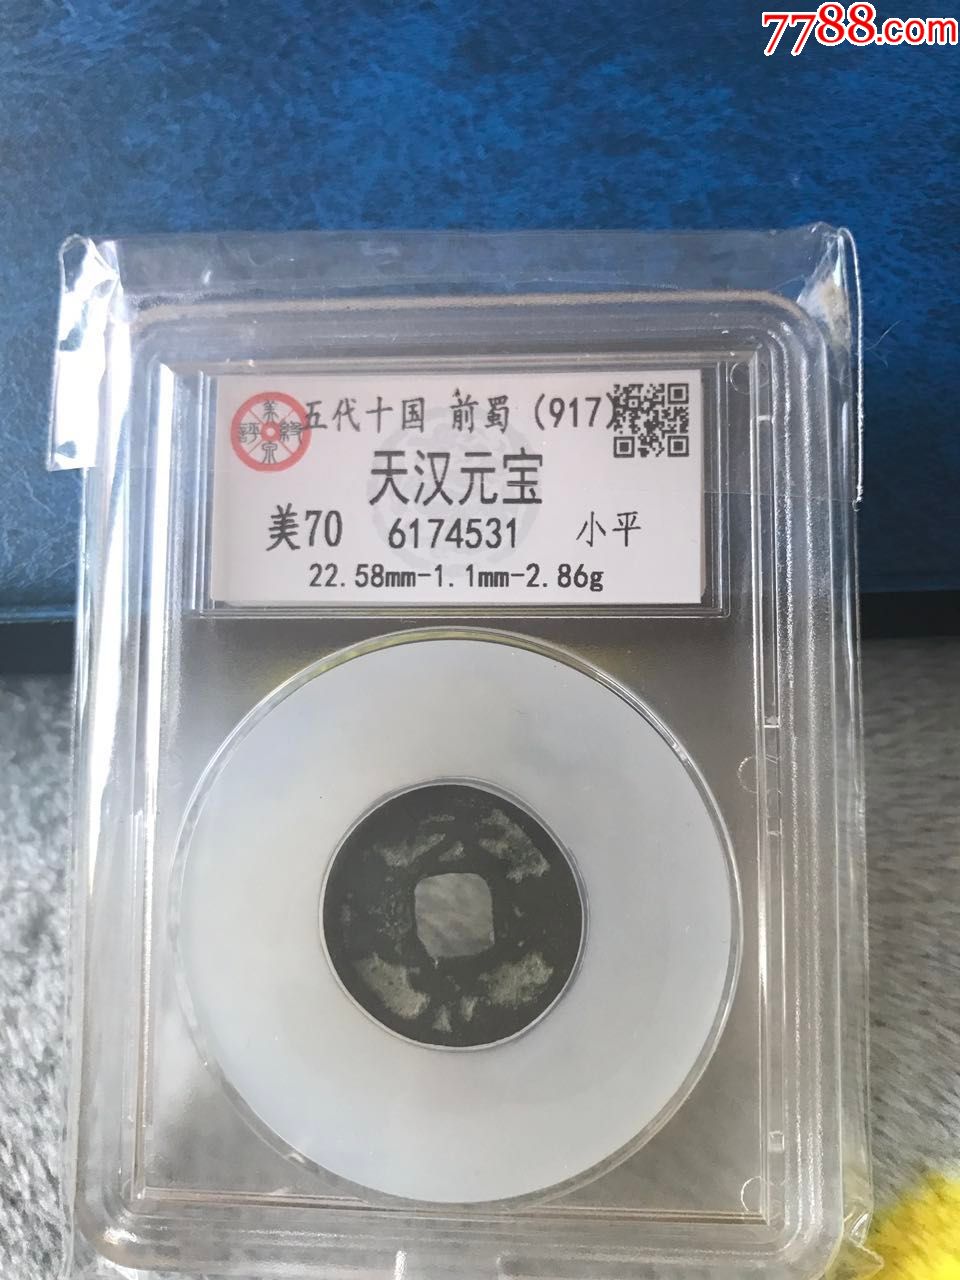 7788.com
五代十国 前蜀 (917)
天汉元宝
美70 6174531 小平
22.58mm-1.1mm-2.86g